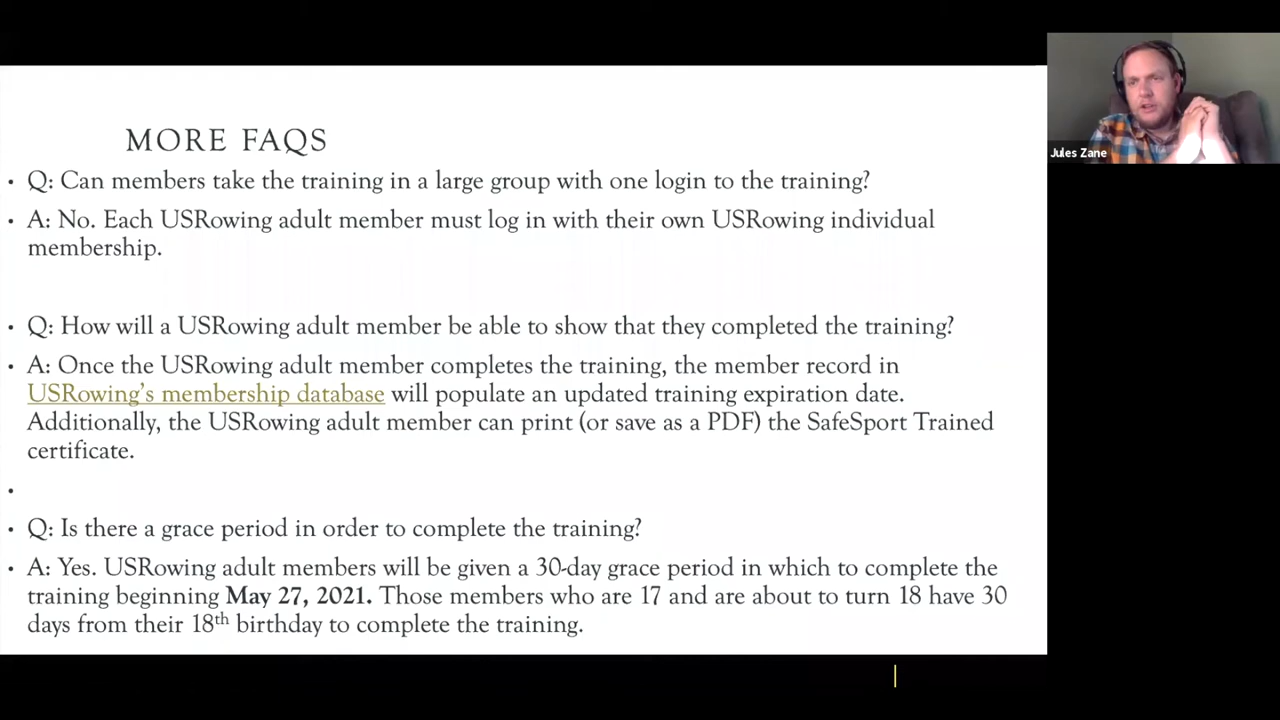 MORE FAQS
• Q: Can members take the training in a large group with one login to the training?
• A: No. Each USRowing adult member must log in with their own USRowing individual
membership.
• Q: How will a USRowing adult member be able to show that they completed the training?
• A: Once the USRowing adult member completes the training, the member record in
USRowing's membership database will populate an updated training expiration date.
Additionally, the USRowing adult member can print (or save as a PDF) the SafeSport Trained
certificate.
•
• Q: Is there a grace period in order to complete the training?
• A: Yes. USRowing adult members will be given a 30-day grace period in which to complete the
training beginning May 27, 2021. Those members who are 17 and are about to turn 18 have 30
days from their 18th birthday to complete the training.
Jules Zane